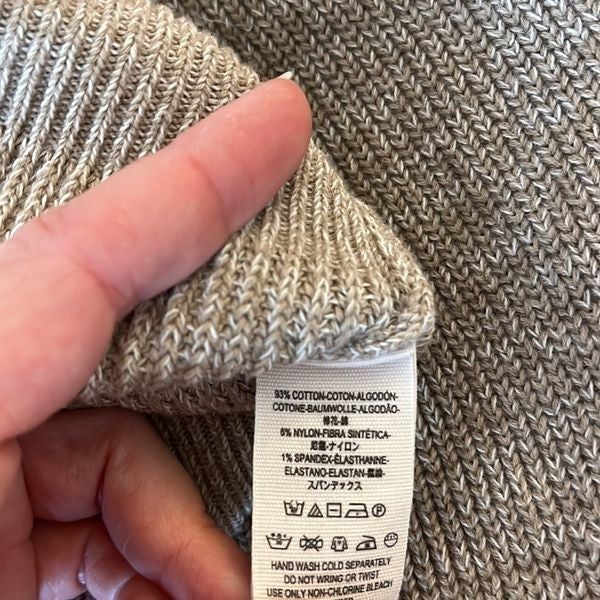 93% COTTON-COTON-ALGODÓN-
COTONE-BAUMWOLLE-ALGODÃO-
棉花-綿
6% NYLON-FIBRA SINTÉTICA-
尼龍-ナイロン
1% SPANDEX-ÉLASTHANNE-
ELASTANO-ELASTAN-
スパンデックス
P
HAND WASH COLD SEPARATELY
DO NOT WRING OR TWIST
USE ONLY NON-CHLORINE BLEACH